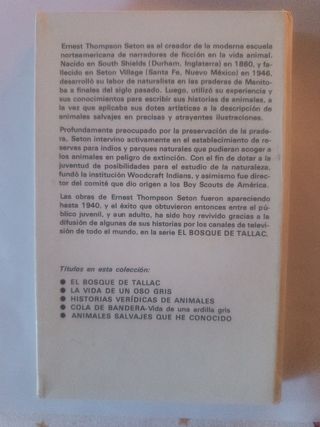 Ernest Thompson Seton es el creador de la moderna escuela
norteamericana de narradores de ficción en la vida animal.
Nacido en South Shields (Durham, Inglaterra) en 1860, y fa-
llecido en Seton Village (Santa Fe, Nuevo México) en 1946,
desarrolló su labor de naturalista en las praderas de Manito-
ba a finales del siglo pasado. Luego, utilizó su experiencia y
sus conocimientos para escribir sus historias de animales, a
la vez que aplicaba sus dotes artísticas a la descripción de
animales salvajes en precisas y atrayentes ilustraciones.
Profundamente preocupado por la preservación de la prade-
ra, Seton intervino activamente en el establecimiento de re-
servas para indios y parques naturales que pudieran acoger a
los animales en peligro de extinción. Con el fin de dotar a la
juventud de posibilidades para el estudio de la naturaleza,
fundó la institución Woodcraft Indians, y asimismo fue direc-
tor del comité que dio origen a los Boy Scouts de América.
Las obras de Ernest Thompson Seton fueron apareciendo
hasta 1940, y el éxito que obtuvieron entonces entre el pú-
blico juvenil, y aun adulto, ha sido hoy revivido gracias a la
difusión de algunas de sus historias por los canales de televi-
sión de todo el mundo, en la serie EL BOSQUE DE TALLAC.
Títulos en esta colección:
● EL BOSQUE DE TALLAC
● LA VIDA DE UN OSO GRIS
● HISTORIAS VERÍDICAS DE ANIMALES
● COLA DE BANDERA-Vida de una ardilla gris
● ANIMALES SALVAJES QUE HE CONOCIDO